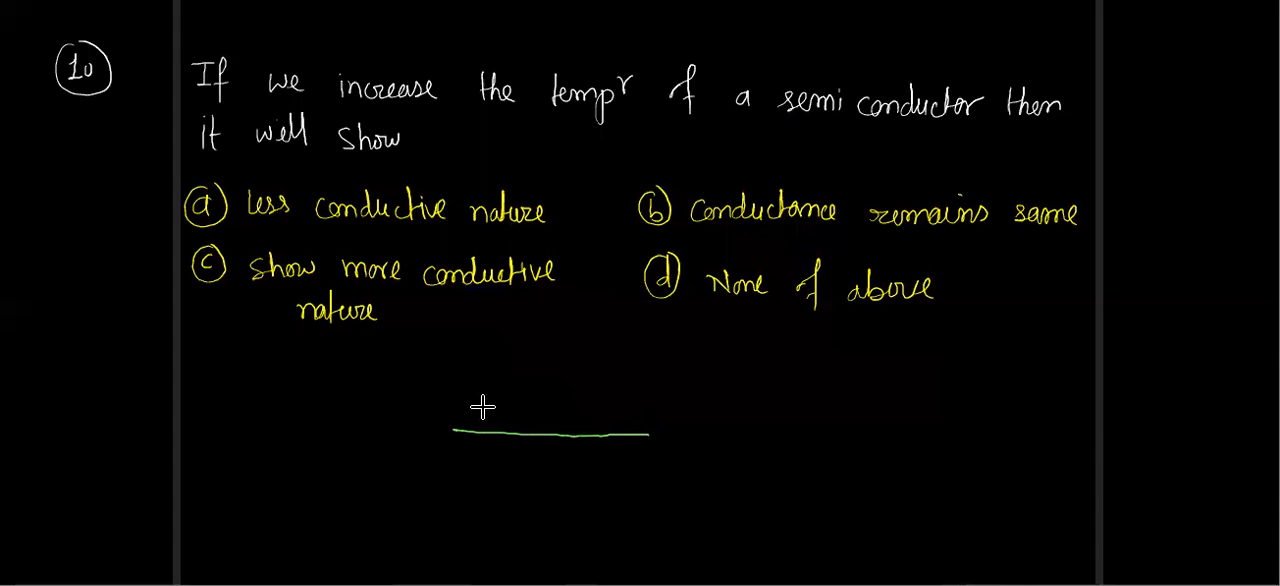 10
If we increase the tempr of a semi conductor then
it well show
a less conductive nature
b conductance remains same
c show more conductive
nature
d None of above